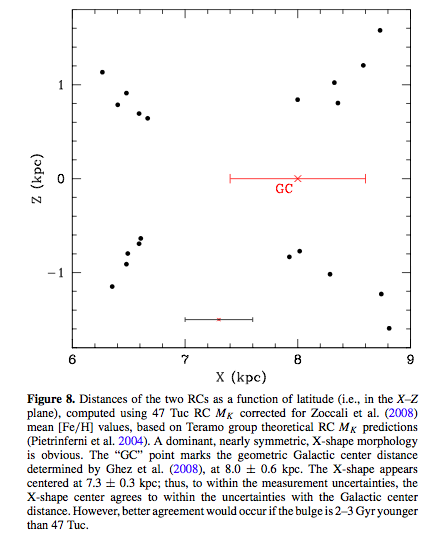 1
Z (kpc)
0
GC
−1
6
7
8
9
X (kpc)
Figure 8. Distances of the two RCs as a function of latitude (i.e., in the X–Z
plane), computed using 47 Tuc RC MK corrected for Zoccali et al. (2008)
mean [Fe/H] values, based on Teramo group theoretical RC MK predictions
(Pietrinferni et al. 2004). A dominant, nearly symmetric, X-shape morphology
is obvious. The “GC” point marks the geometric Galactic center distance
determined by Ghez et al. (2008), at 8.0 ± 0.6 kpc. The X-shape appears
centered at 7.3 ± 0.3 kpc; thus, to within the measurement uncertainties, the
X-shape center agrees to within the uncertainties with the Galactic center
distance. However, better agreement would occur if the bulge is 2–3 Gyr younger
than 47 Tuc.